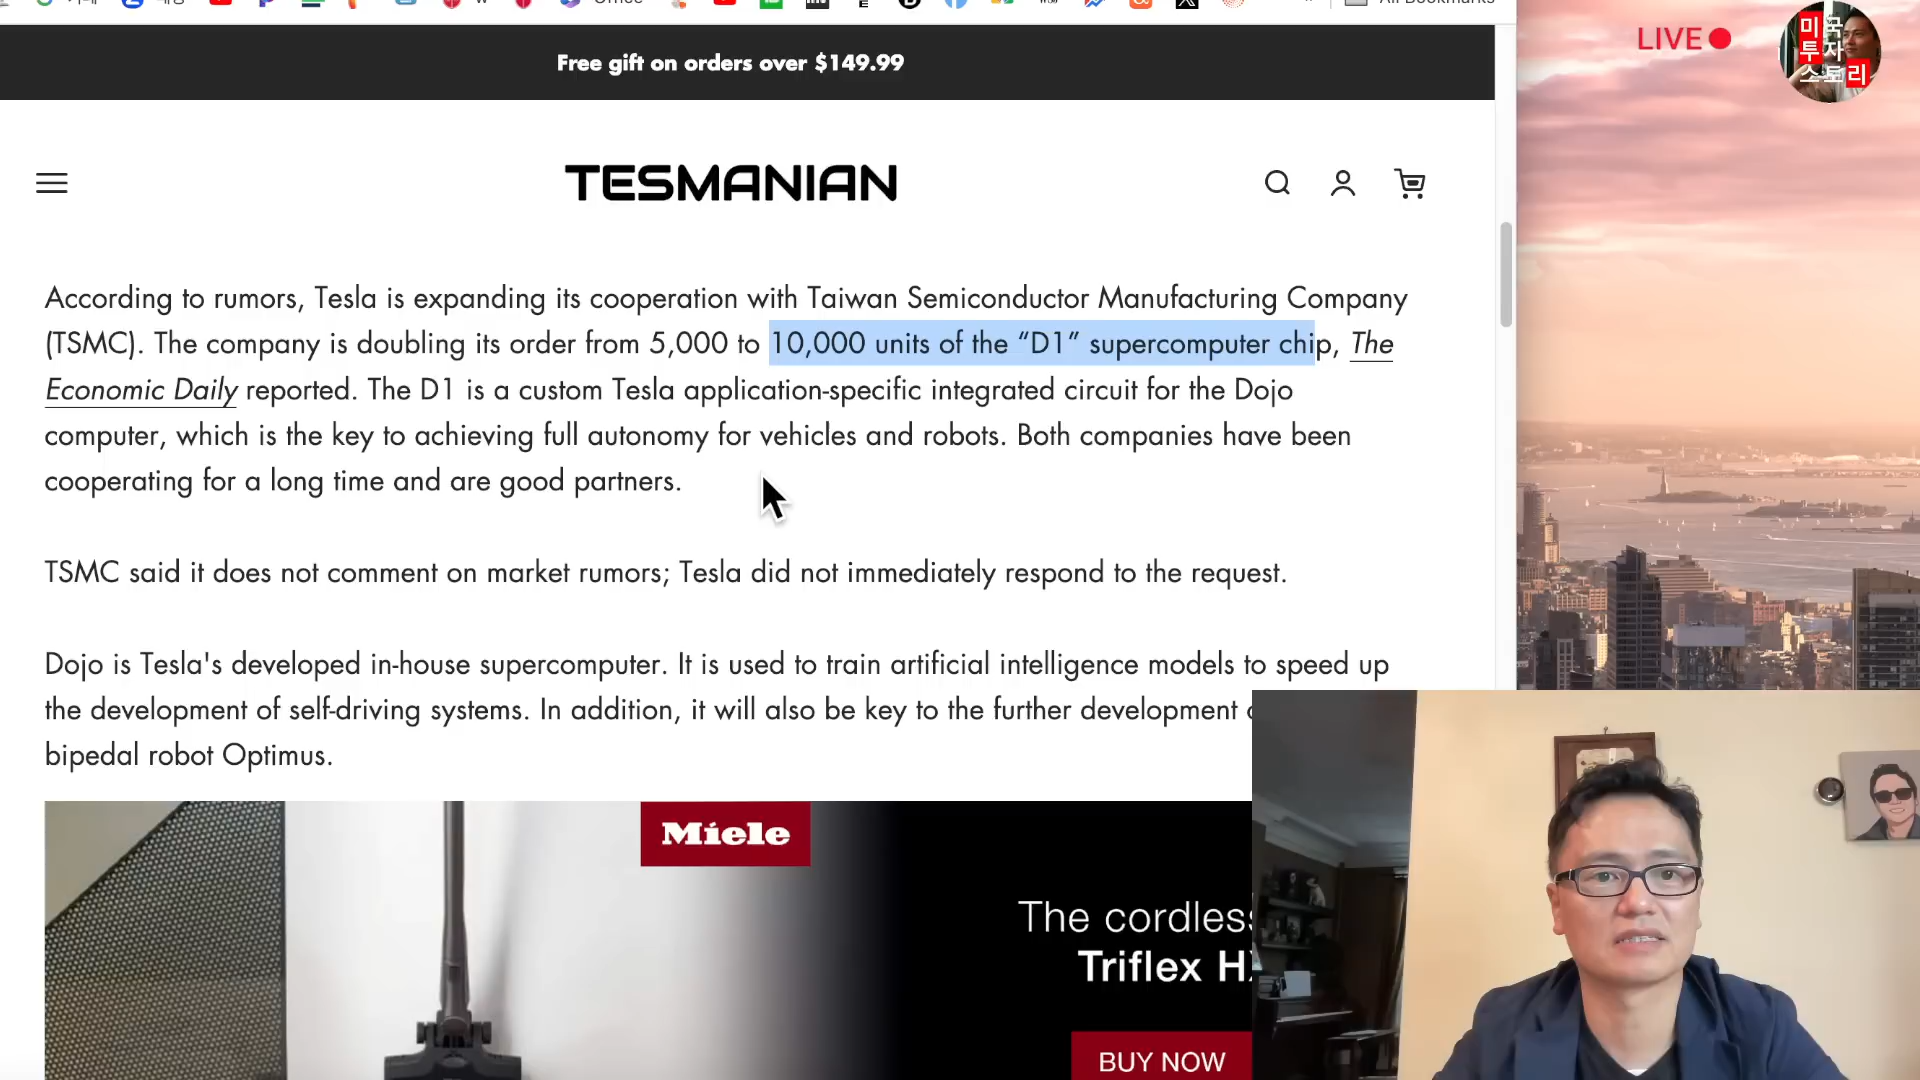 Office
All Bookmarks
Free gift on orders over $149.99
LIVE
미국
투자
스토리
TESMANIAN
According to rumors, Tesla is expanding its cooperation with Taiwan Semiconductor Manufacturing Company
(TSMC). The company is doubling its order from 5,000 to 10,000 units of the “D1” supercomputer chip, The
Economic Daily reported. The D1 is a custom Tesla application-specific integrated circuit for the Dojo
computer, which is the key to achieving full autonomy for vehicles and robots. Both companies have been
cooperating for a long time and are good partners.
TSMC said it does not comment on market rumors; Tesla did not immediately respond to the request.
Dojo is Tesla's developed in-house supercomputer. It is used to train artificial intelligence models to speed up
the development of self-driving systems. In addition, it will also be key to the further development
bipedal robot Optimus.
Miele
The cordless
Triflex HX
BUY NOW